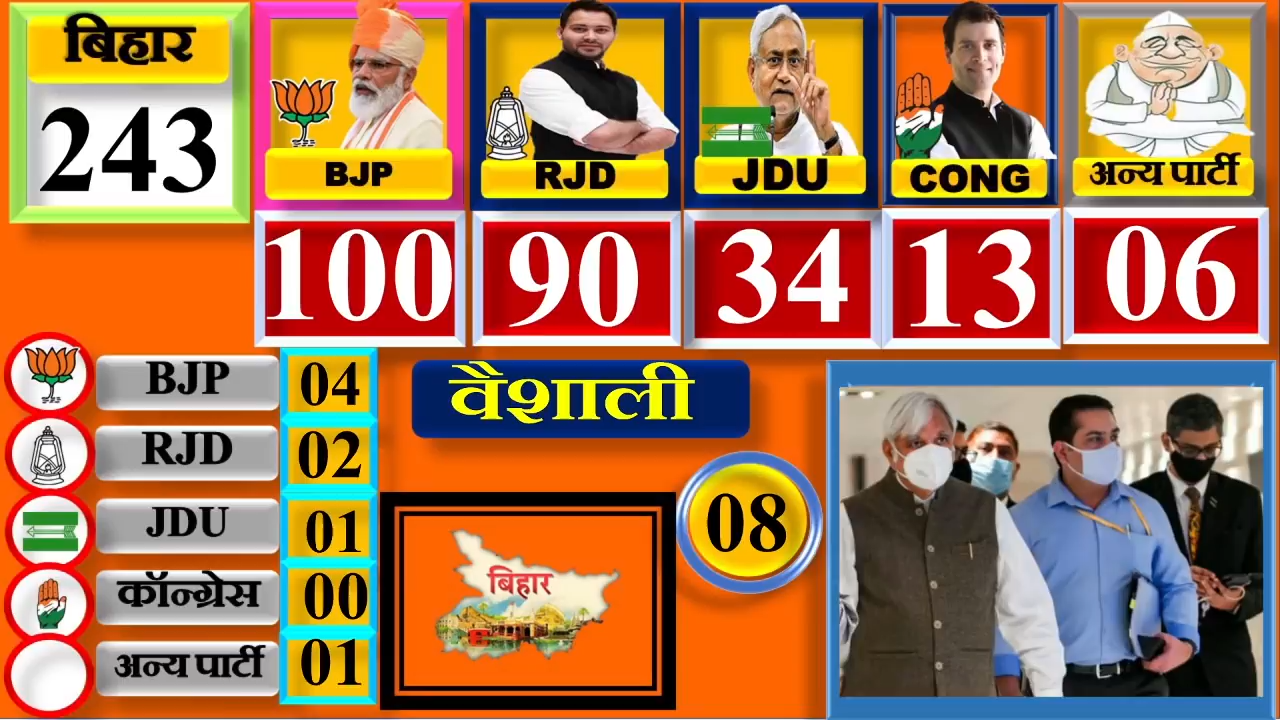 बिहार
243
BJP
RJD
JDU
CONG
अन्य पार्टी
100
90
34
13
06
BJP 04
RJD 02
JDU 01
कॉन्ग्रेस 00
अन्य पार्टी 01
वैशाली
08
बिहार